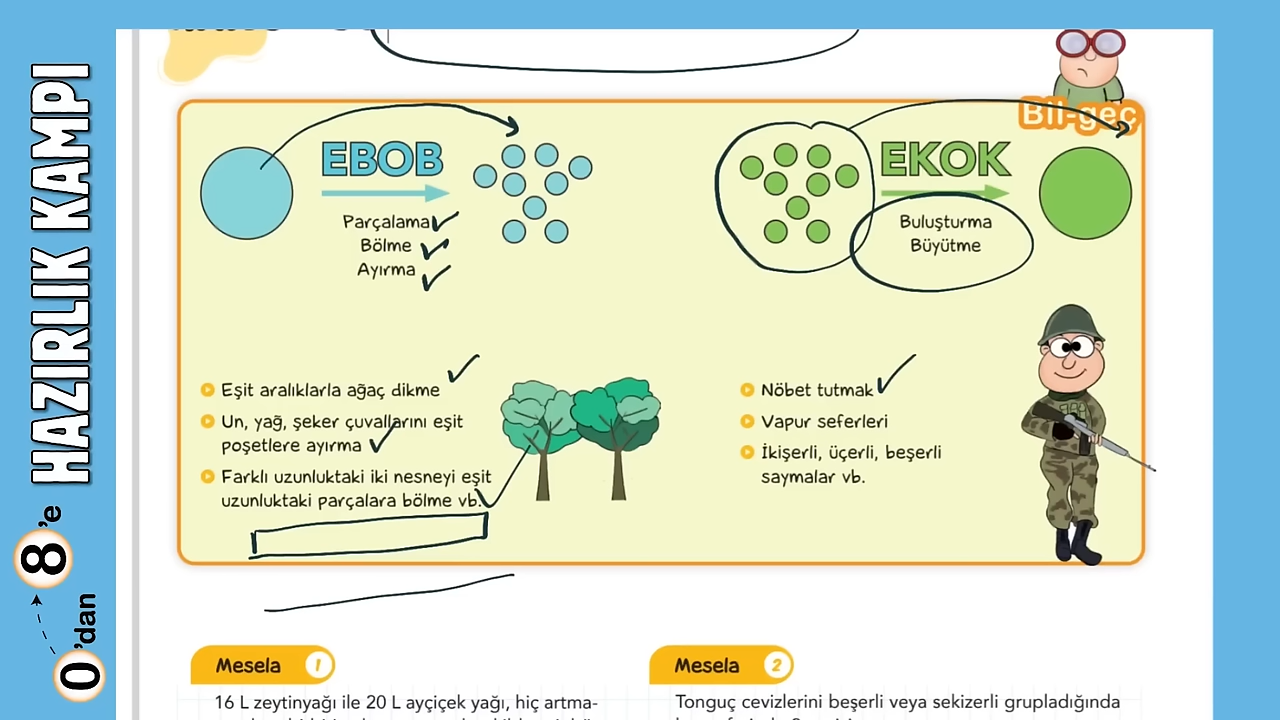 0'dan 8'e HAZIRLIK KAMPI
Bil-geç
EBOB
Parçalama
Bölme
Ayırma
Eşit aralıklarla ağaç dikme
Un, yağ, şeker çuvallarını eşit
poşetlere ayırma
Farklı uzunluktaki iki nesneyi eşit
uzunluktaki parçalara bölme vb.
EKOK
Buluşturma
Büyütme
Nöbet tutmak
Vapur seferleri
İkişerli, üçerli, beşerli
saymalar vb.
Mesela 1
16 L zeytinyağı ile 20 L ayçiçek yağı, hiç artma-
Mesela 2
Tonguç cevizlerini beşerli veya sekizerli grupladığında